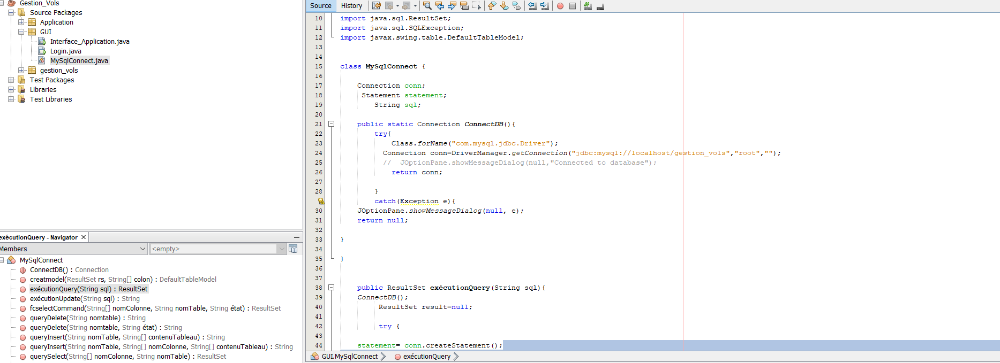 Gestion_Vols
Source Packages
Application
GUI
Interface_Application.java
Login.java
MySqlConnect.java
gestion_vols
Test Packages
Libraries
Test Libraries
exécutionQuery - Navigator ×
Members
<empty>
MySqlConnect
ConnectDB() : Connection
creatmodel(ResultSet rs, String[] colon) : DefaultTableModel
exécutionQuery(String sql) : ResultSet
exécutionUpdate(String sql) : String
fcselectCommand(String[] nomColonne, String nomTable, String état) : ResultSet
queryDelete(String nomtable) : String
queryDelete(String nomtable, String état) : String
queryInsert(String nomTable, String[] contenuTableau) : String
queryInsert(String nomTable, String[] nomColonne, String[] contenuTableau) : String
querySelect(String[] nomColonne, String nomTable) : ResultSet
Source History
10 import java.sql.ResultSet;
11 import java.sql.SQLException;
12 import javax.swing.table.DefaultTableModel;
13
14
15 class MySqlConnect {
16
17 Connection conn;
18 Statement statement;
19 String sql;
20
21 public static Connection ConnectDB(){
22 try{
23 Class.forName("com.mysql.jdbc.Driver");
24 Connection conn=DriverManager.getConnection("jdbc:mysql://localhost/gestion_vols","root","");
25 // JOptionPane.showMessageDialog(null,"Connected to database");
26 return conn;
27
28 }
catch(Exception e){
30 JOptionPane.showMessageDialog(null, e);
31 return null;
32
33 }
34
35 }
36
37
38 public ResultSet exécutionQuery(String sql){
39 ConnectDB();
40 ResultSet result=null;
41
42 try {
43
44 statement= conn.createStatement();
GUI.MySqlConnect exécutionQuery